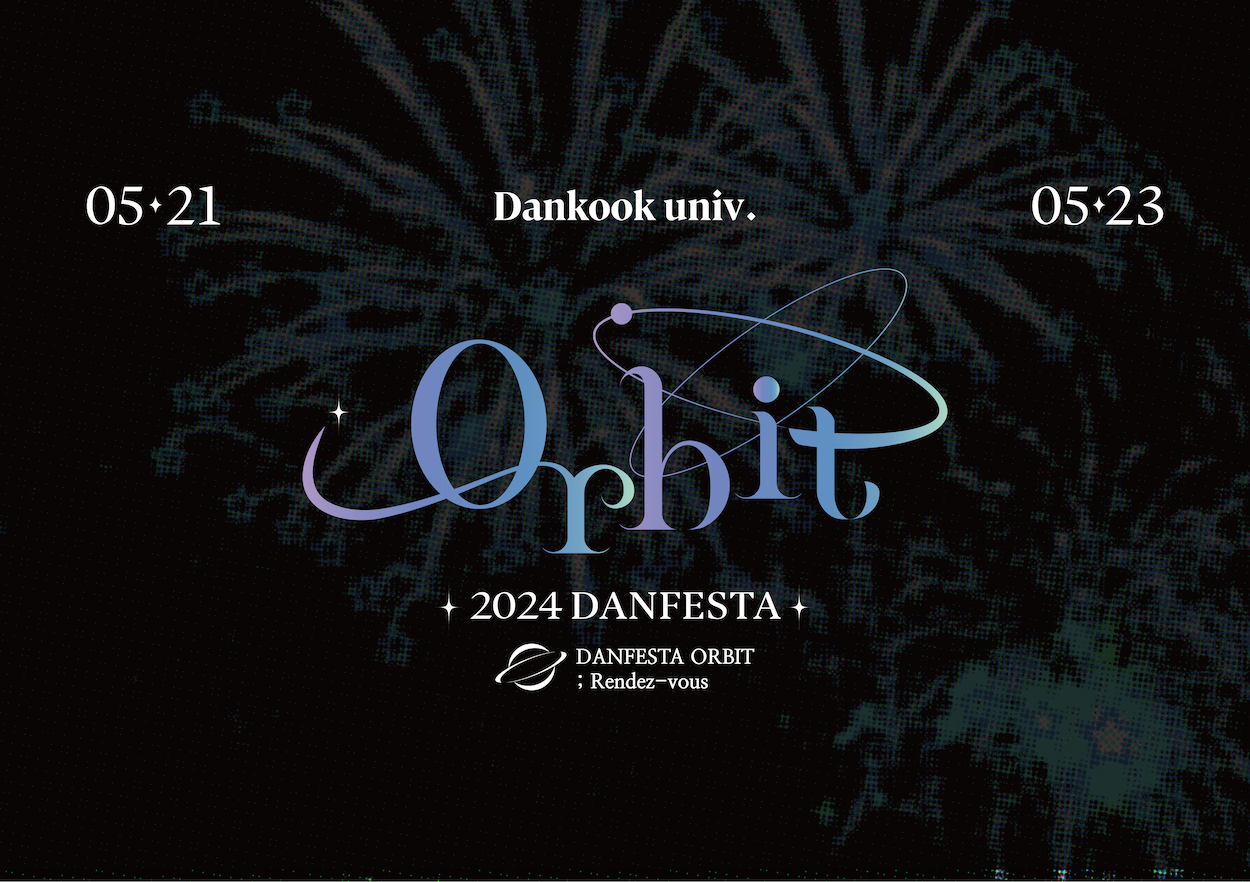 05✦21
Dankook univ.
05✦23
Orbit
2024 DANFESTA
DANFESTA ORBIT
; Rendez-vous